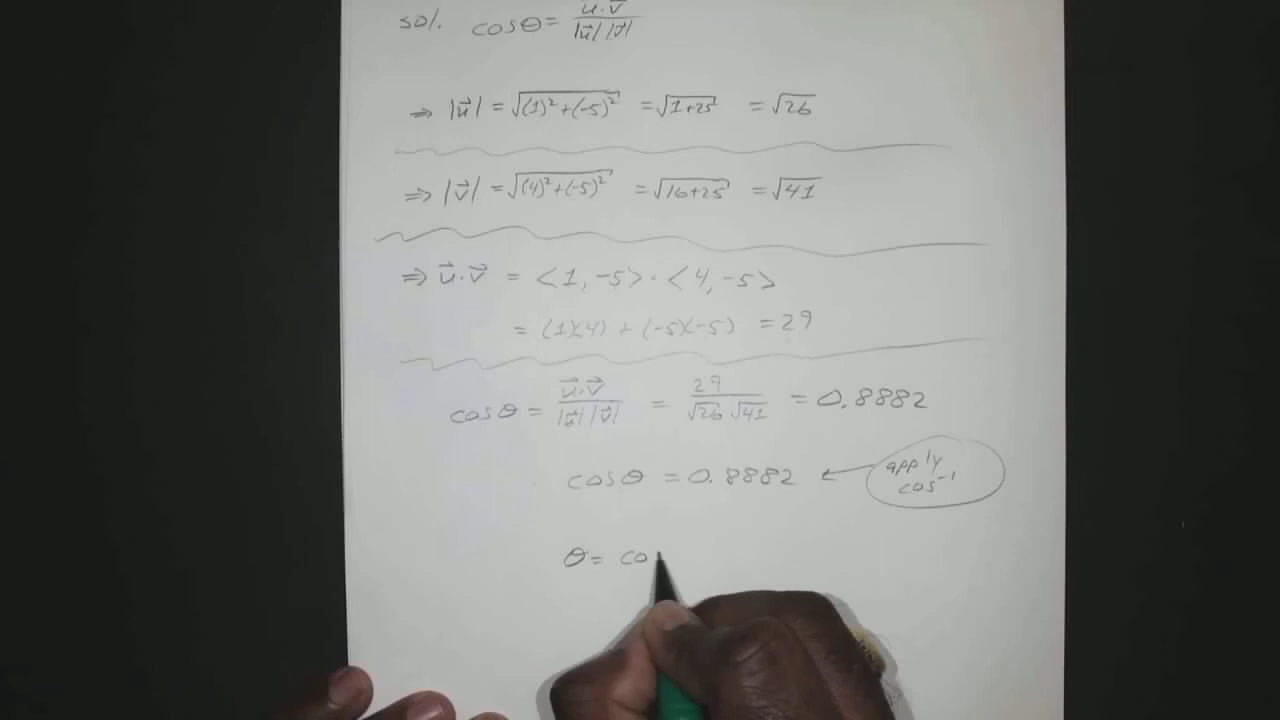 sol. cosθ = u⃗·v⃗ / |u⃗| |v⃗|
⇒ |u⃗| = √(1)²+(-5)² = √1+25 = √26
⇒ |v⃗| = √(4)²+(-5)² = √16+25 = √41
⇒ u⃗·v⃗ = <1, -5> · <4, -5>
= (1)(4) + (-5)(-5) = 29
cosθ = u⃗·v⃗ / |u⃗| |v⃗| = 29 / √26 √41 = 0.8882
cosθ = 0.8882 ← apply cos⁻¹
θ = co